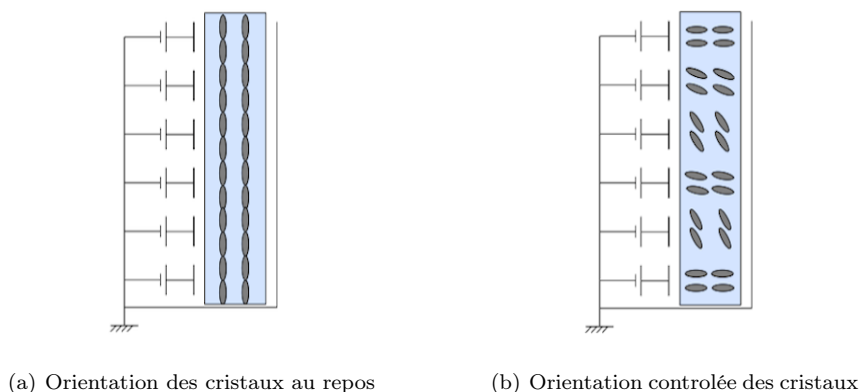 (a) Orientation des cristaux au repos
(b) Orientation controlée des cristaux